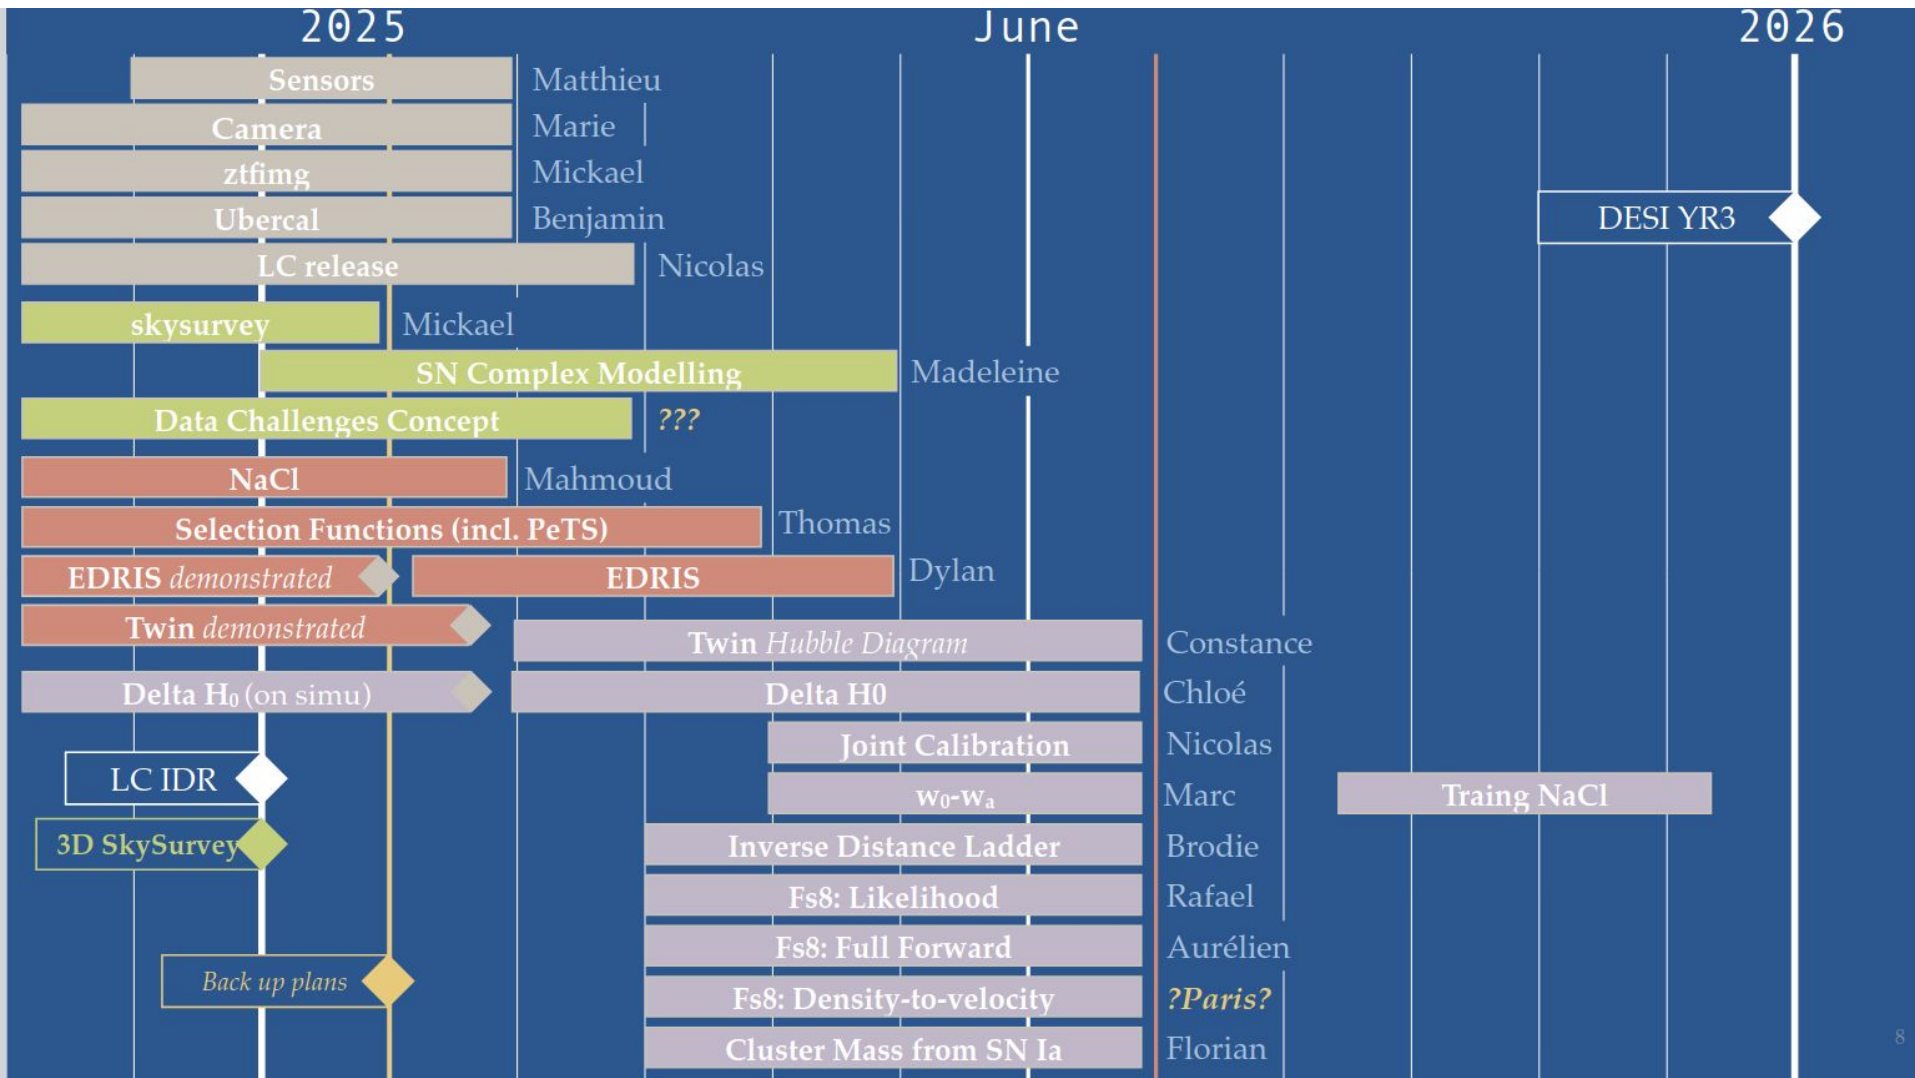 2025 June 2026
Sensors Matthieu
Camera Marie
ztfimg Mickael
Ubercal Benjamin DESI YR3
LC release Nicolas
skysurvey Mickael
SN Complex Modelling Madeleine
Data Challenges Concept ???
NaCl Mahmoud
Selection Functions (incl. PeTS) Thomas
EDRIS demonstrated EDRIS Dylan
Twin demonstrated Twin Hubble Diagram Constance
Delta H₀ (on simu) Delta H0 Chloé
Joint Calibration Nicolas
LC IDR
w₀-wₐ Marc Traing NaCl
3D SkySurvey
Inverse Distance Ladder Brodie
Fs8: Likelihood Rafael
Fs8: Full Forward Aurélien
Back up plans
Fs8: Density-to-velocity ?Paris?
Cluster Mass from SN Ia Florian
8